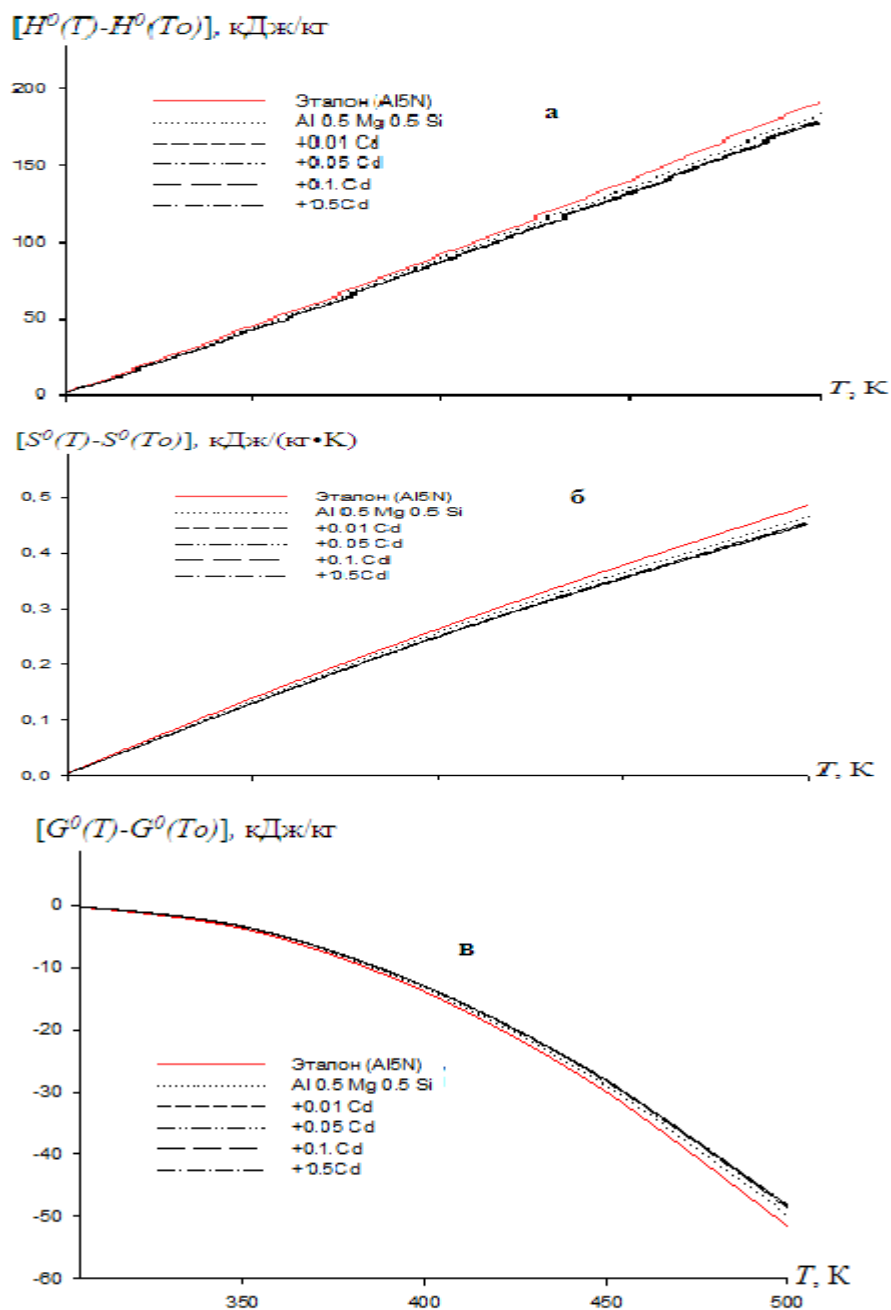 [H⁰(T)-H⁰(To)], кДж/кг
200
150
100
50
0
Эталон (Al5N)
Al 0.5 Mg 0.5 Si
+0.01 Cd
+0.05 Cd
+0.1. Cd
+0.5Cd
а
T, К
[S⁰(T)-S⁰(To)], кДж/(кг•К)
0,5
0,4
0,3
0,2
0,1
0,0
Эталон (Al5N)
Al 0.5 Mg 0.5 Si
+0.01 Cd
+0.05 Cd
+0.1. Cd
+0.5Cd
б
T, К
[G⁰(T)-G⁰(To)], кДж/кг
0
-10
-20
-30
-40
-50
-60
в
Эталон (Al5N)
Al 0.5 Mg 0.5 Si
+0.01 Cd
+0.05 Cd
+0.1. Cd
+0.5Cd
T, К
350
400
450
500